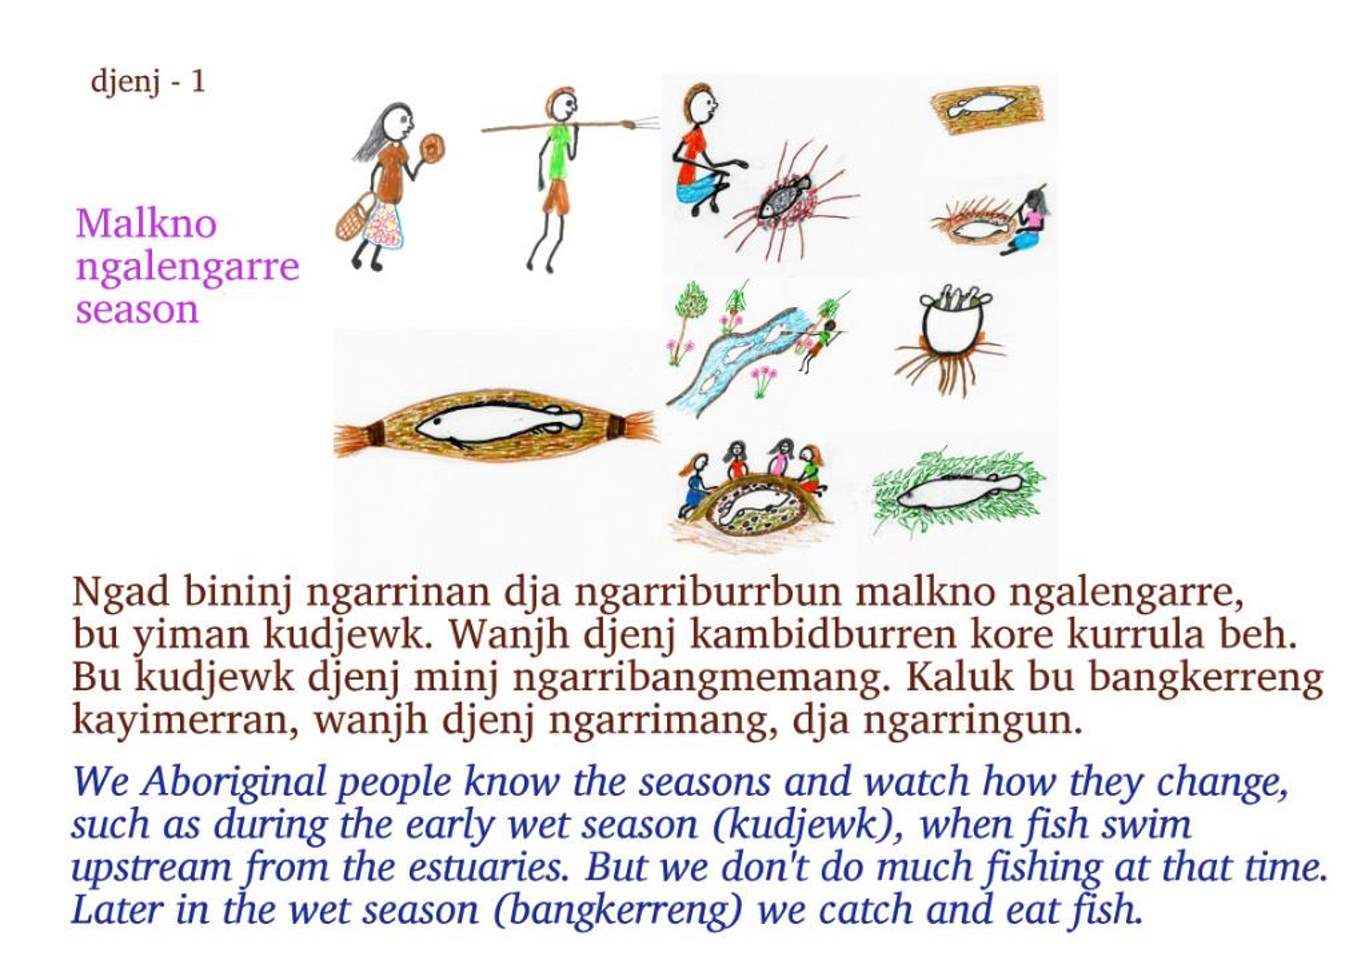 djenj - 1
Malkno
ngalengarre
season
Ngad bininj ngarrinan dja ngarriburrbun malkno ngalengarre,
bu yiman kudjewk. Wanjh djenj kambidburren kore kurrula beh.
Bu kudjewk djenj minj ngarribangmemang. Kaluk bu bangkerreng
kayimerran, wanjh djenj ngarrimang, dja ngarringun.
We Aboriginal people know the seasons and watch how they change,
such as during the early wet season (kudjewk), when fish swim
upstream from the estuaries. But we don't do much fishing at that time.
Later in the wet season (bangkerreng) we catch and eat fish.